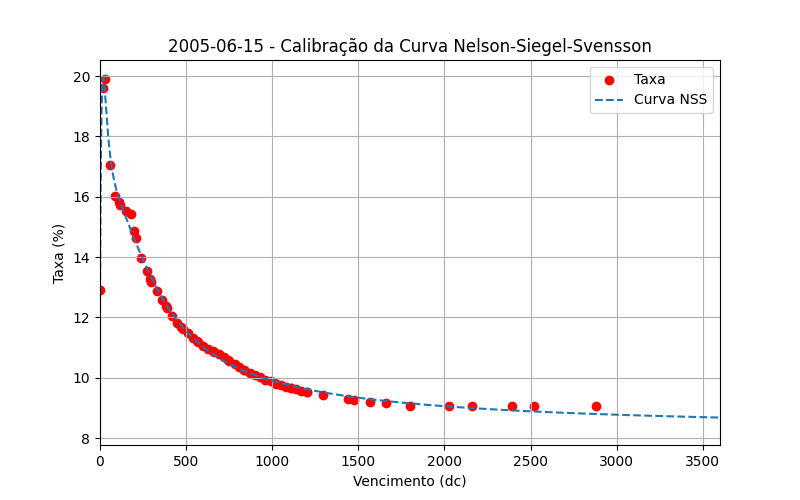 2005-06-15 - Calibração da Curva Nelson-Siegel-Svensson
Taxa
Curva NSS
Taxa (%)
20
18
16
14
12
10
8
0 500 1000 1500 2000 2500 3000 3500
Vencimento (dc)